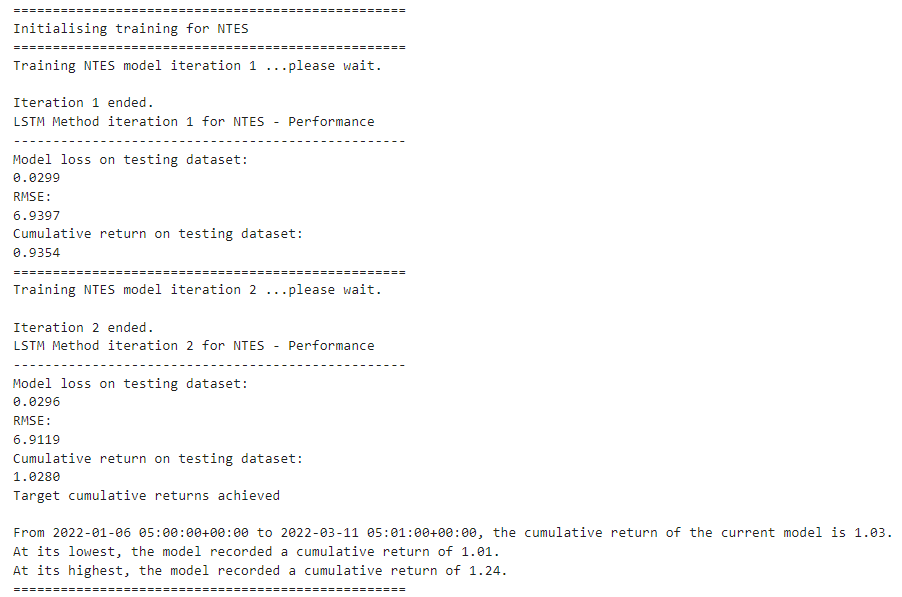 ==================================================
Initialising training for NTES
==================================================
Training NTES model iteration 1 ...please wait.
Iteration 1 ended.
LSTM Method iteration 1 for NTES - Performance
--------------------------------------------------
Model loss on testing dataset:
0.0299
RMSE:
6.9397
Cumulative return on testing dataset:
0.9354
==================================================
Training NTES model iteration 2 ...please wait.
Iteration 2 ended.
LSTM Method iteration 2 for NTES - Performance
--------------------------------------------------
Model loss on testing dataset:
0.0296
RMSE:
6.9119
Cumulative return on testing dataset:
1.0280
Target cumulative returns achieved
From 2022-01-06 05:00:00+00:00 to 2022-03-11 05:01:00+00:00, the cumulative return of the current model is 1.03.
At its lowest, the model recorded a cumulative return of 1.01.
At its highest, the model recorded a cumulative return of 1.24.
==================================================